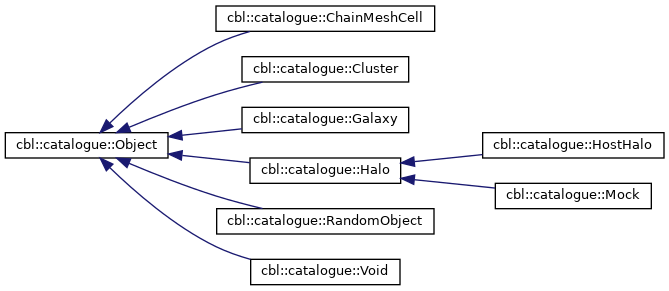 cbl::catalogue::ChainMeshCell
cbl::catalogue::Cluster
cbl::catalogue::Galaxy
cbl::catalogue::Object
cbl::catalogue::HostHalo
cbl::catalogue::Halo
cbl::catalogue::Mock
cbl::catalogue::RandomObject
cbl::catalogue::Void